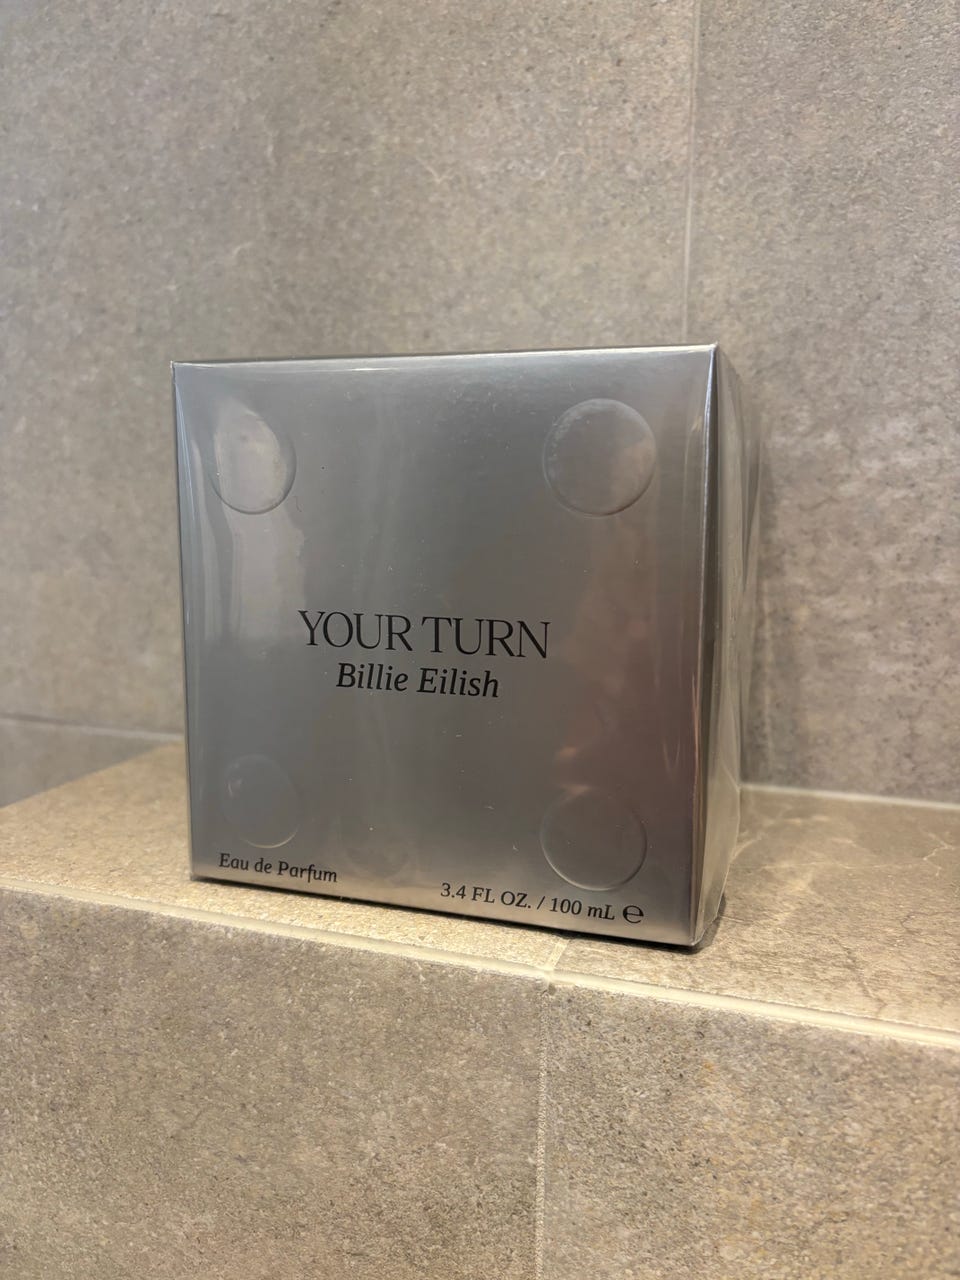 YOUR TURN
Billie Eilish
Eau de Parfum
3.4 FL OZ. / 100 mL ℮